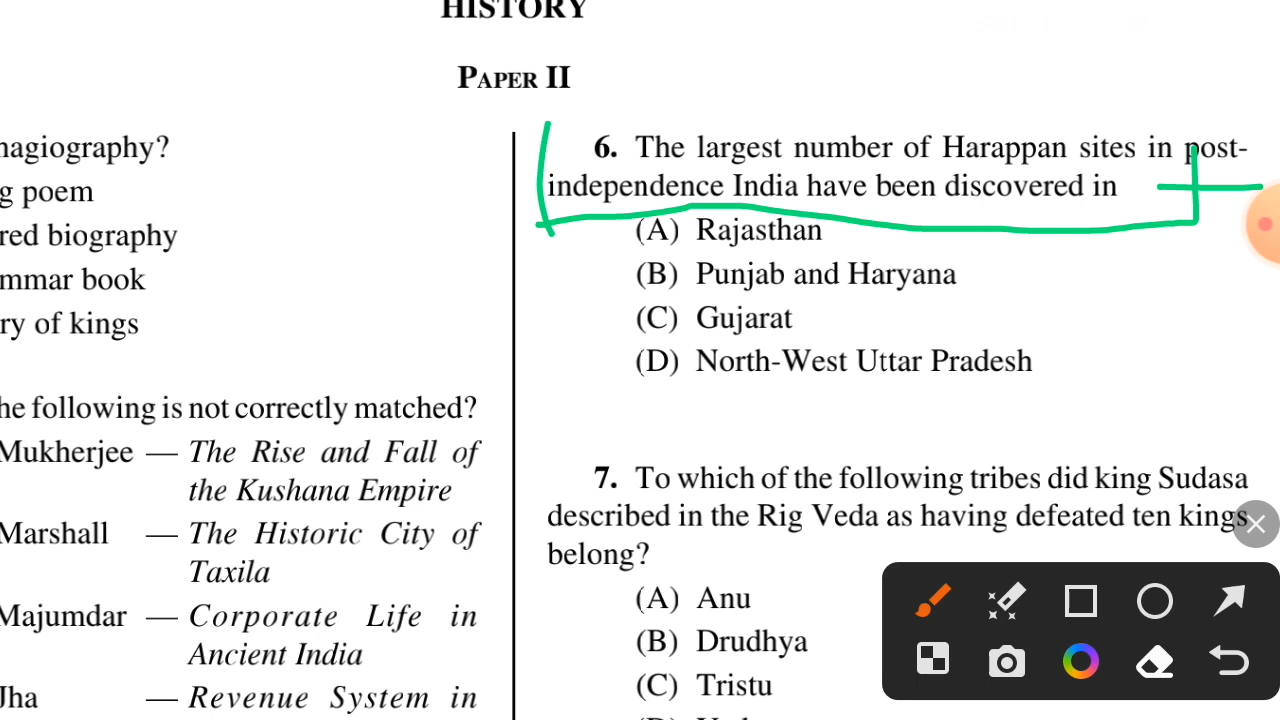 HISTORY
PAPER II
hagiography?
g poem
red biography
mmar book
ry of kings
he following is not correctly matched?
Mukherjee — The Rise and Fall of
the Kushana Empire
Marshall — The Historic City of
Taxila
Majumdar — Corporate Life in
Ancient India
Jha — Revenue System in
6. The largest number of Harappan sites in post-
independence India have been discovered in
(A) Rajasthan
(B) Punjab and Haryana
(C) Gujarat
(D) North-West Uttar Pradesh
7. To which of the following tribes did king Sudasa
described in the Rig Veda as having defeated ten kings
belong?
(A) Anu
(B) Drudhya
(C) Tristu